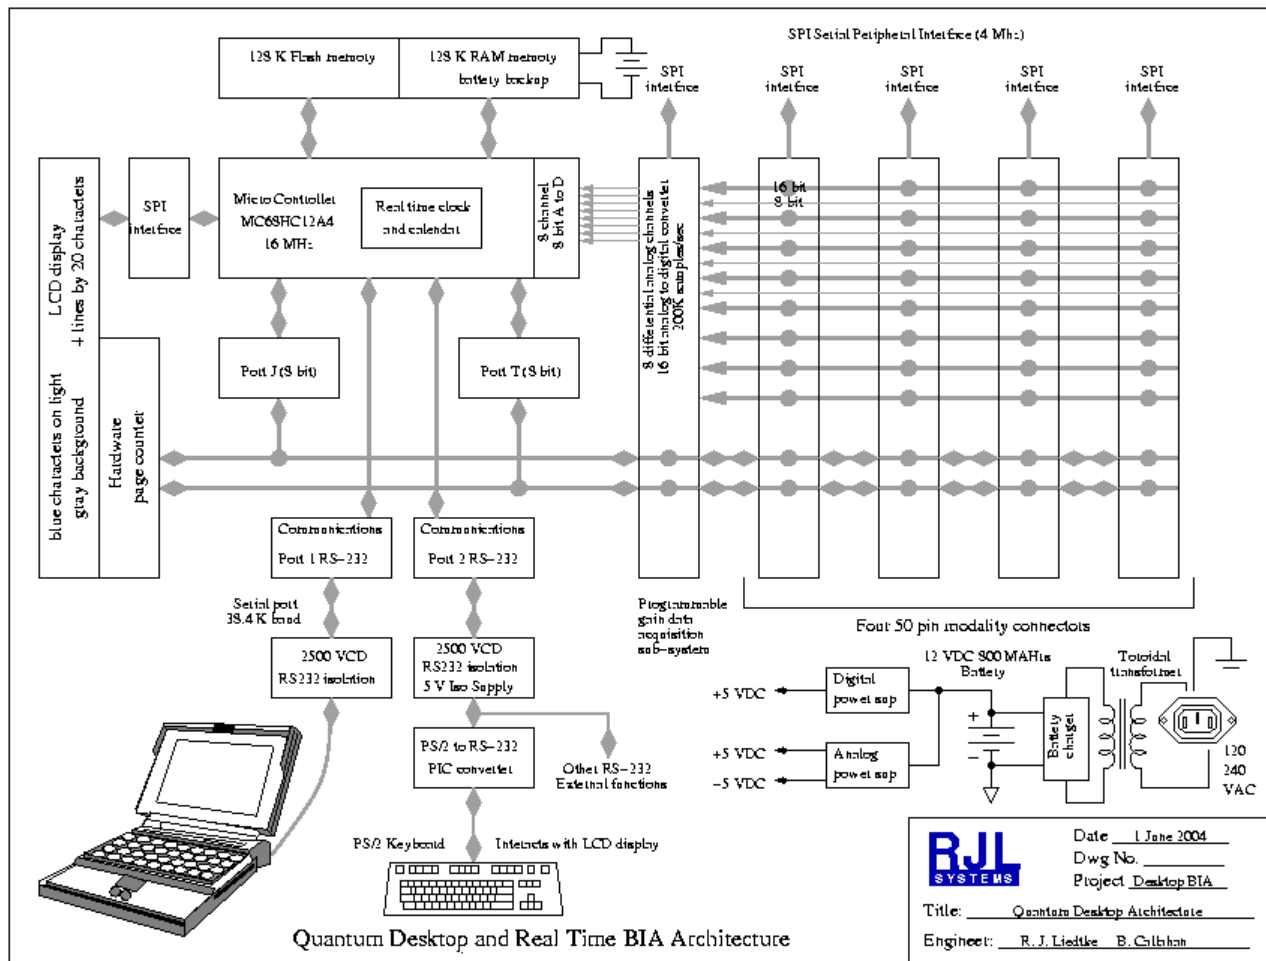 SPI Serial Peripheral Interface (4 Mhz)
128 K Flash memory
128 K RAM memory
battery backup
SPI
interface
SPI
interface
SPI
interface
SPI
interface
SPI
interface
LCD display
4 lines by 20 characters
blue characters on light
gray background
SPI
interface
Micro Controller
MC68HC12A4
16 MHz
Real time clock
and calendar
8 channel
8 bit A to D
8 differential analog channels
16 bit analog to digital converter
200K samples/sec
16 bit
8 bit
Hardware
page counter
Port J (8 bit)
Port T (8 bit)
Communications
Port 1 RS-232
Communications
Port 2 RS-232
Serial port
38.4 K baud
Programmable
gain data
acquisition
sub-system
Four 50 pin modality connectors
2500 VCD
RS232 isolation
2500 VCD
RS232 isolation
5 V Iso Supply
12 VDC 800 MAHrs
Battery
Toroidal
transformer
+5 VDC
Digital
power sup
+5 VDC
-5 VDC
Analog
power sup
+
-
Battery
charger
120
240
VAC
PS/2 to RS-232
PIC converter
Other RS-232
External functions
PS/2 Keyboard
Interacts with LCD display
Quantum Desktop and Real Time BIA Architecture
RJL
SYSTEMS
Date 1 June 2004
Dwg No.
Project Desktop BIA
Title: Quantum Desktop Architecture
Engineer: R. J. Liedtke B. Callahan